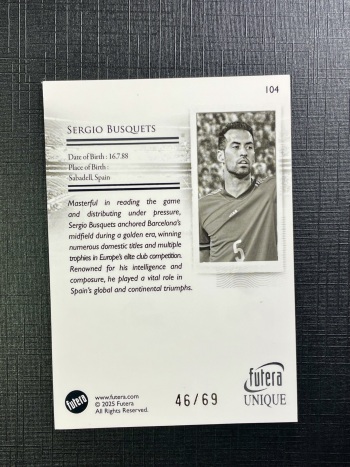 104
Sergio Busquets
Date of Birth : 16.7.88
Place of Birth :
Sabadell, Spain
Masterful in reading the game
and distributing under pressure,
Sergio Busquets anchored Barcelona's
midfield during a golden era, winning
numerous domestic titles and multiple
trophies in Europe's elite club competition.
Renowned for his intelligence and
composure, he played a vital role in
Spain's global and continental triumphs.
5
futera
www.futera.com
© 2025 Futera
All Rights Reserved.
46/69
futera
UNIQUE